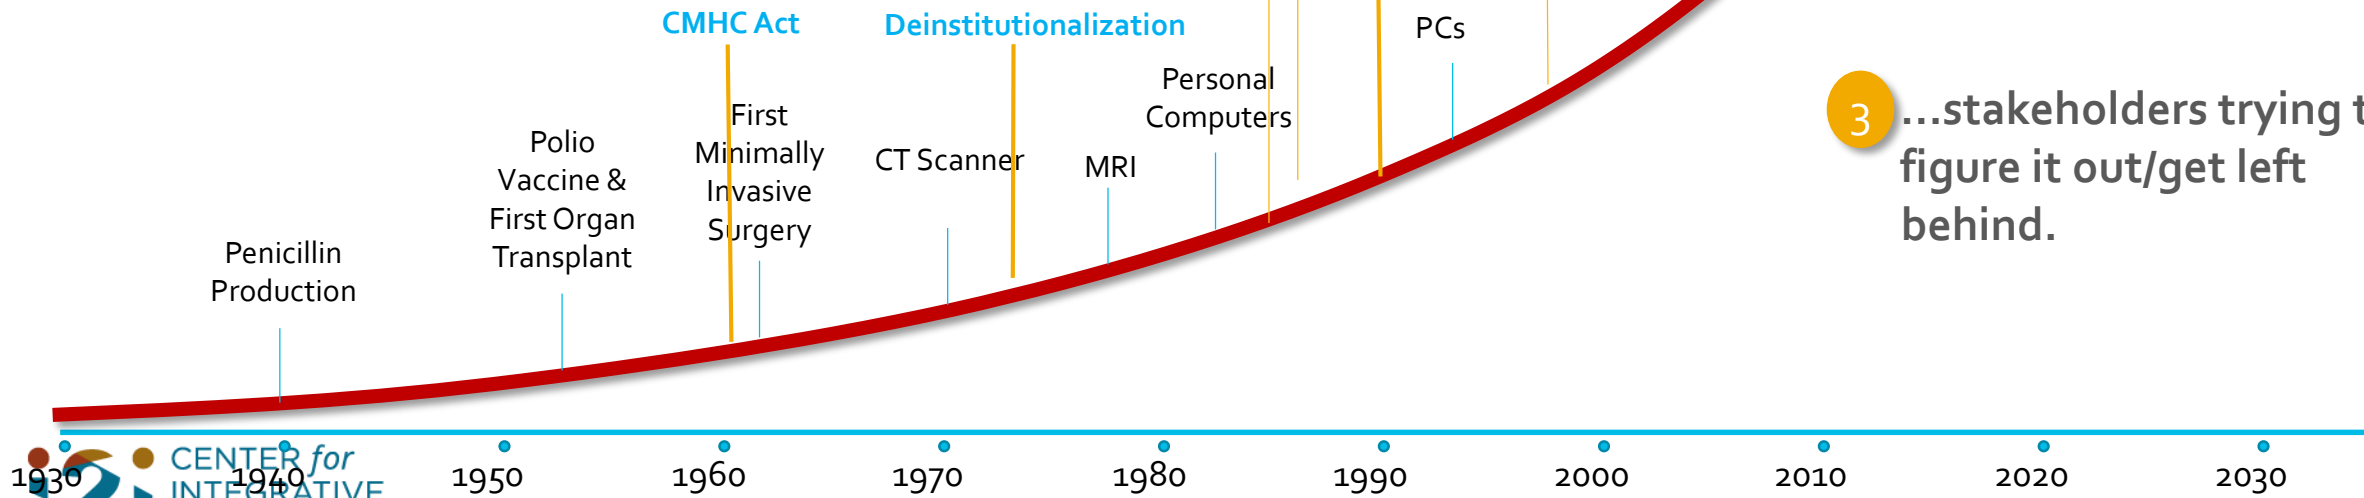 CMHC Act
Deinstitutionalization
PCs
Personal
Computers
First
Minimally
Invasive
Surgery
Polio
Vaccine &
First Organ
Transplant
CT Scanner
MRI
Penicillin
Production
3
...stakeholders trying t
figure it out/get left
behind.
1930
1940
1950
1960
1970
1980
1990
2000
2010
2020
2030
CENTER for
INTEGRATIVE